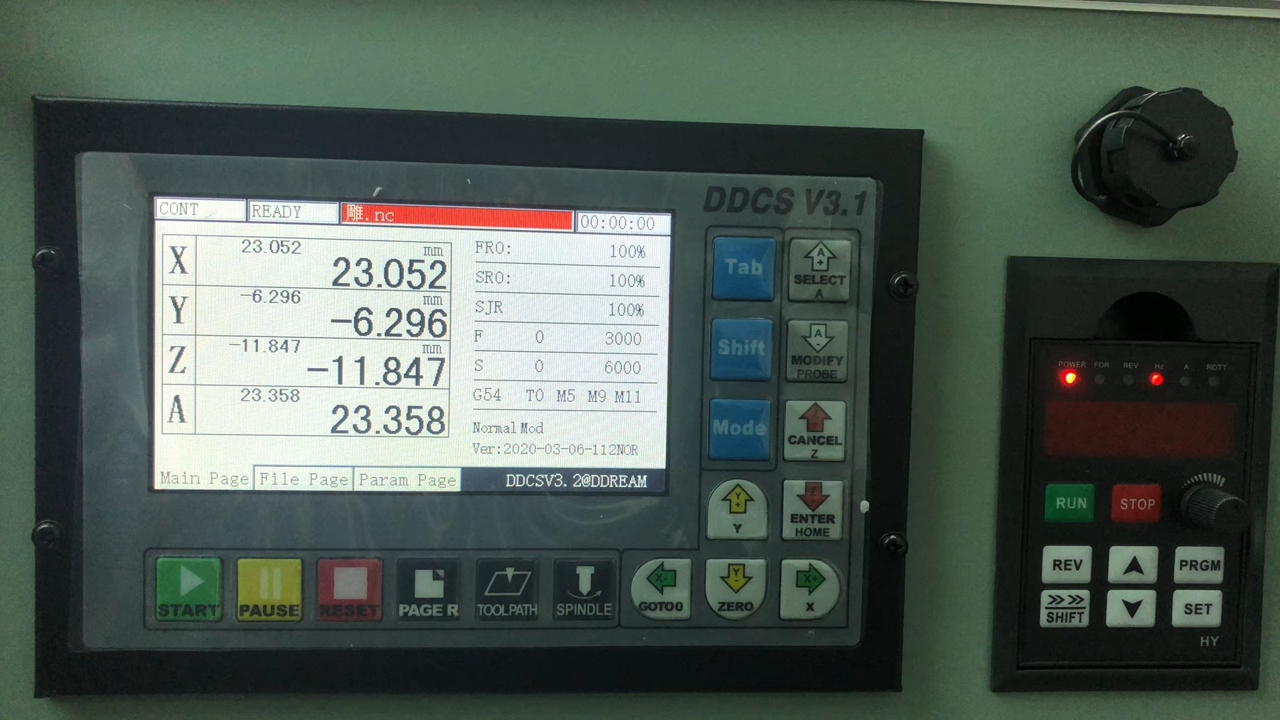 DDCS V3.1
CONT READY 雕.nc 00:00:00
X 23.052 mm 23.052
Y -6.296 mm -6.296
Z -11.847 mm -11.847
A 23.358 23.358
FRO: 100%
SRO: 100%
SJR 100%
F 0 3000
S 0 6000
G54 T0 M5 M9 M11
Normal Mod
Ver:2020-03-06-112NOR
Main Page File Page Param Page DDCSV3.2@DDREAM
Tab
A+
SELECT
A
Shift
A-
MODIFY
PROBE
Mode
CANCEL
Z
Y+
Y
ENTER
HOME
START
PAUSE
RESET
PAGE R
TOOLPATH
SPINDLE
X-
GOTO0
Y-
ZERO
X+
X
POWER FOR REV HZ A ROTT
RUN STOP
REV PRGM
SHIFT SET
HY